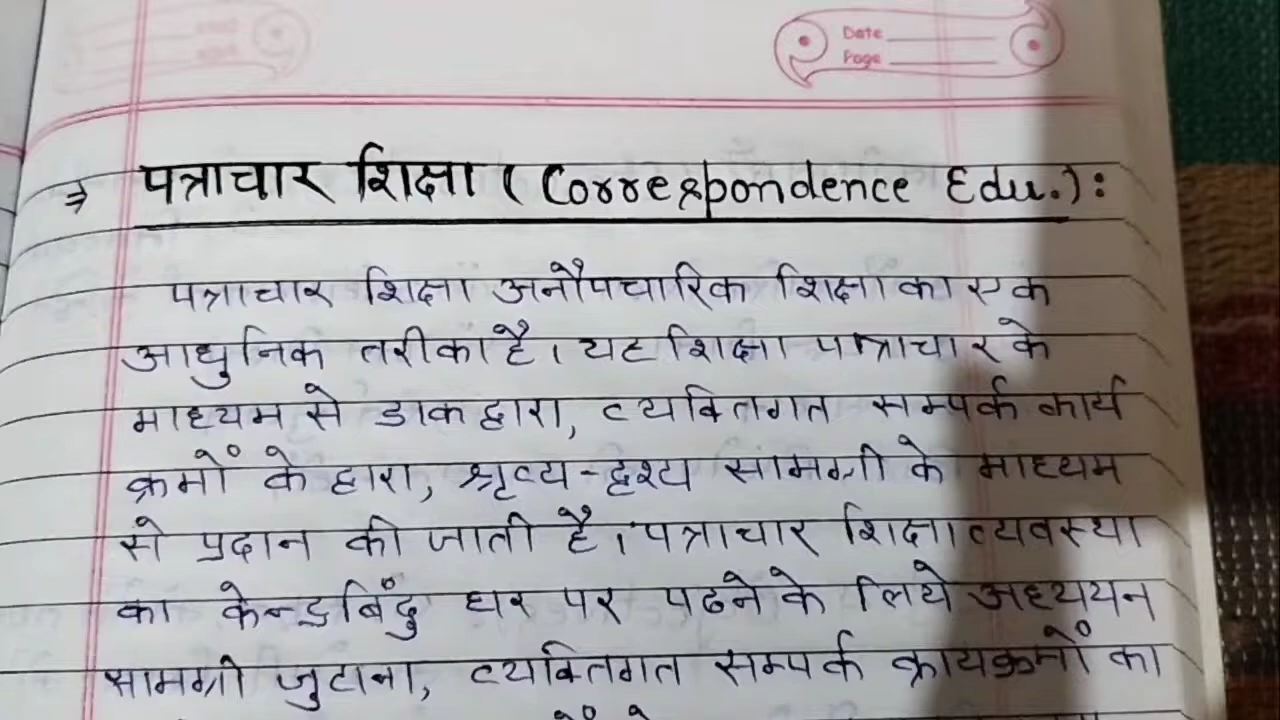 Date
Page
⇒ पत्राचार शिक्षा ( Correspondence Edu.) :
पत्राचार शिक्षा अनौपचारिक शिक्षा का एक
आधुनिक तरीका है। यह शिक्षा पत्राचार के
माध्यम से डाक द्वारा, व्यक्तिगत सम्पर्क कार्य
क्रमों के द्वारा, श्रृव्य-दृश्य सामग्री के माध्यम
से प्रदान की जाती है। पत्राचार शिक्षा व्यवस्था
का केन्द्रबिंदु घर पर पढने के लिये अध्ययन
सामग्री जुटाना, व्यक्तिगत सम्पर्क क्रायक्रमों का